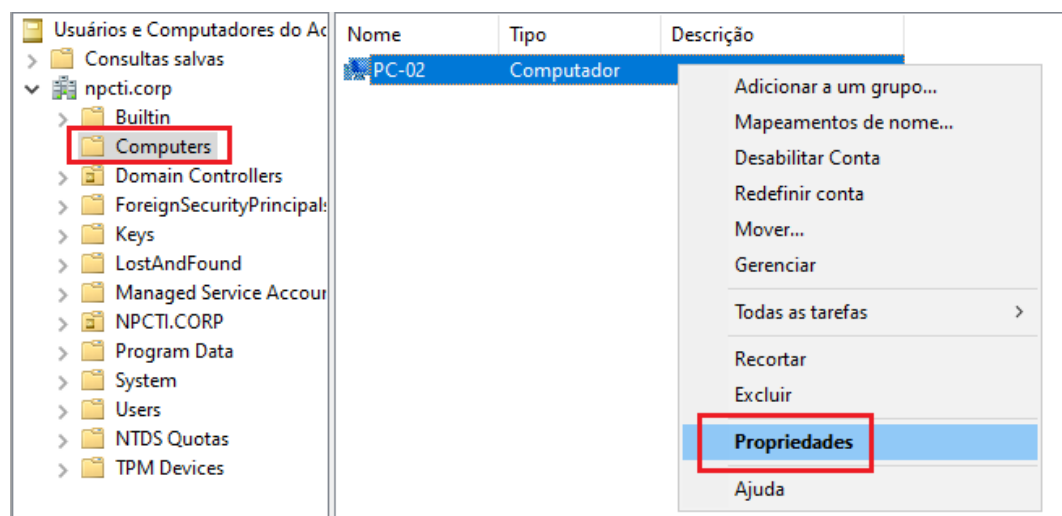 Usuários e Computadores do Ac
Consultas salvas
npcti.corp
Builtin
Computers
Domain Controllers
ForeignSecurityPrincipals
Keys
LostAndFound
Managed Service Accour
NPCTI.CORP
Program Data
System
Users
NTDS Quotas
TPM Devices
Nome Tipo Descrição
PC-02 Computador
Adicionar a um grupo...
Mapeamentos de nome...
Desabilitar Conta
Redefinir conta
Mover...
Gerenciar
Todas as tarefas
Recortar
Excluir
Propriedades
Ajuda